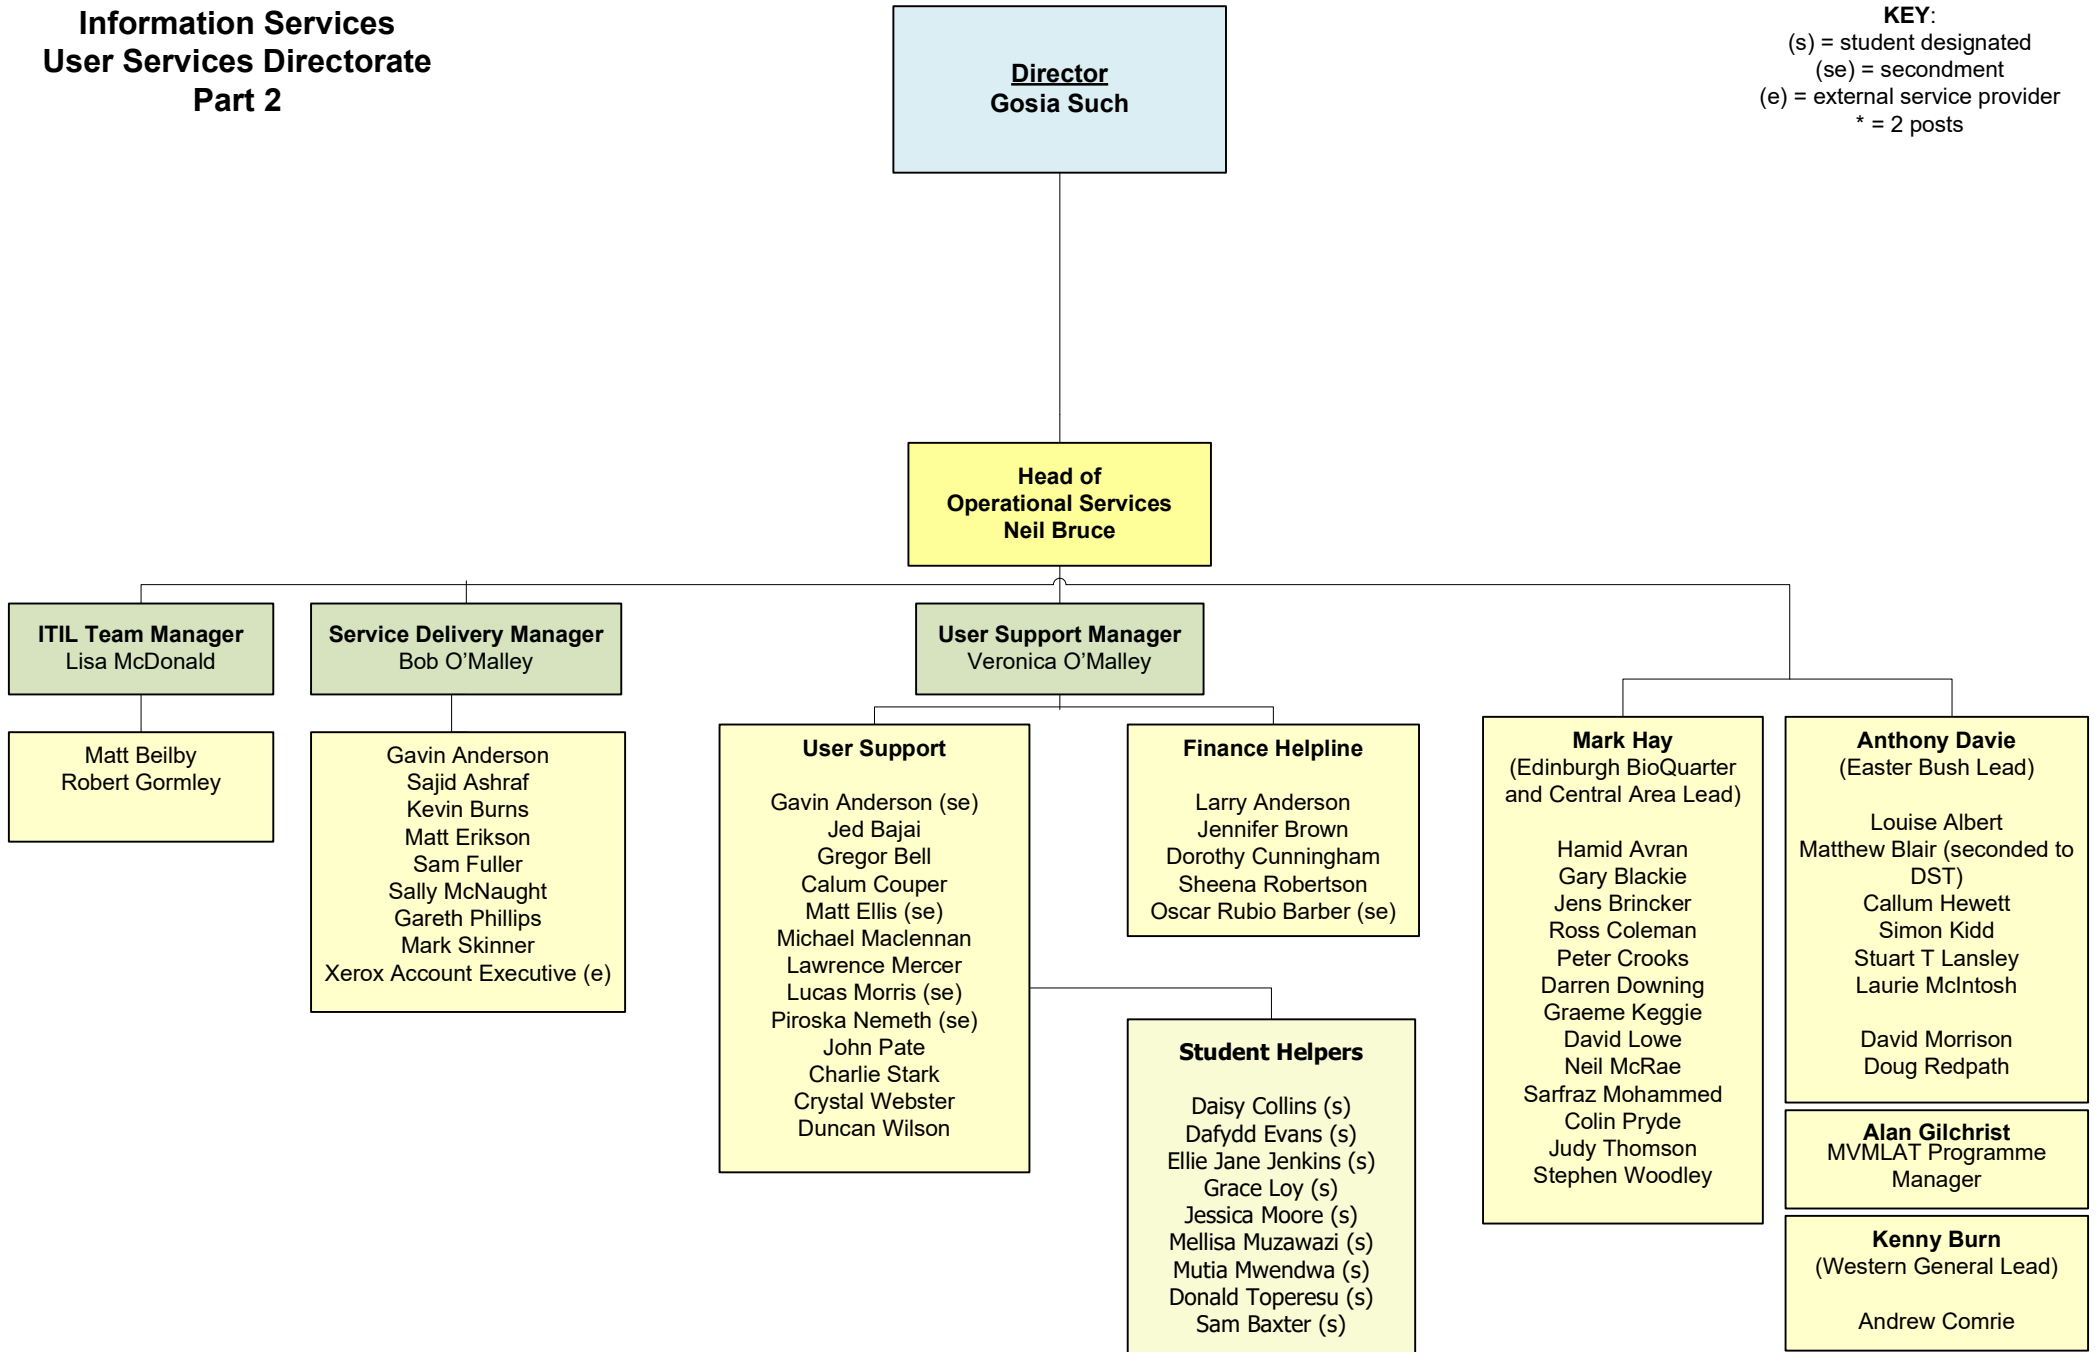 Information Services
User Services Directorate
Part 2
Director
Gosia Such
KEY:
(s) = student designated
(se) = secondment
(e) = external service provider
* = 2 posts
Head of
Operational Services
Neil Bruce
ITIL Team Manager
Lisa McDonald
Service Delivery Manager
Bob O’Malley
User Support Manager
Veronica O’Malley
Matt Beilby
Robert Gormley
Gavin Anderson
Sajid Ashraf
Kevin Burns
Matt Erikson
Sam Fuller
Sally McNaught
Gareth Phillips
Mark Skinner
Xerox Account Executive (e)
User Support
Gavin Anderson (se)
Jed Bajai
Gregor Bell
Calum Couper
Matt Ellis (se)
Michael Maclennan
Lawrence Mercer
Lucas Morris (se)
Piroska Nemeth (se)
John Pate
Charlie Stark
Crystal Webster
Duncan Wilson
Finance Helpline
Larry Anderson
Jennifer Brown
Dorothy Cunningham
Sheena Robertson
Oscar Rubio Barber (se)
Student Helpers
Daisy Collins (s)
Dafydd Evans (s)
Ellie Jane Jenkins (s)
Grace Loy (s)
Jessica Moore (s)
Mellisa Muzawazi (s)
Mutia Mwendwa (s)
Donald Toperesu (s)
Sam Baxter (s)
Mark Hay
(Edinburgh BioQuarter
and Central Area Lead)
Hamid Avran
Gary Blackie
Jens Brincker
Ross Coleman
Peter Crooks
Darren Downing
Graeme Keggie
David Lowe
Neil McRae
Sarfraz Mohammed
Colin Pryde
Judy Thomson
Stephen Woodley
Anthony Davie
(Easter Bush Lead)
Louise Albert
Matthew Blair (seconded to
DST)
Callum Hewett
Simon Kidd
Stuart T Lansley
Laurie McIntosh
David Morrison
Doug Redpath
Alan Gilchrist
MVMLAT Programme
Manager
Kenny Burn
(Western General Lead)
Andrew Comrie